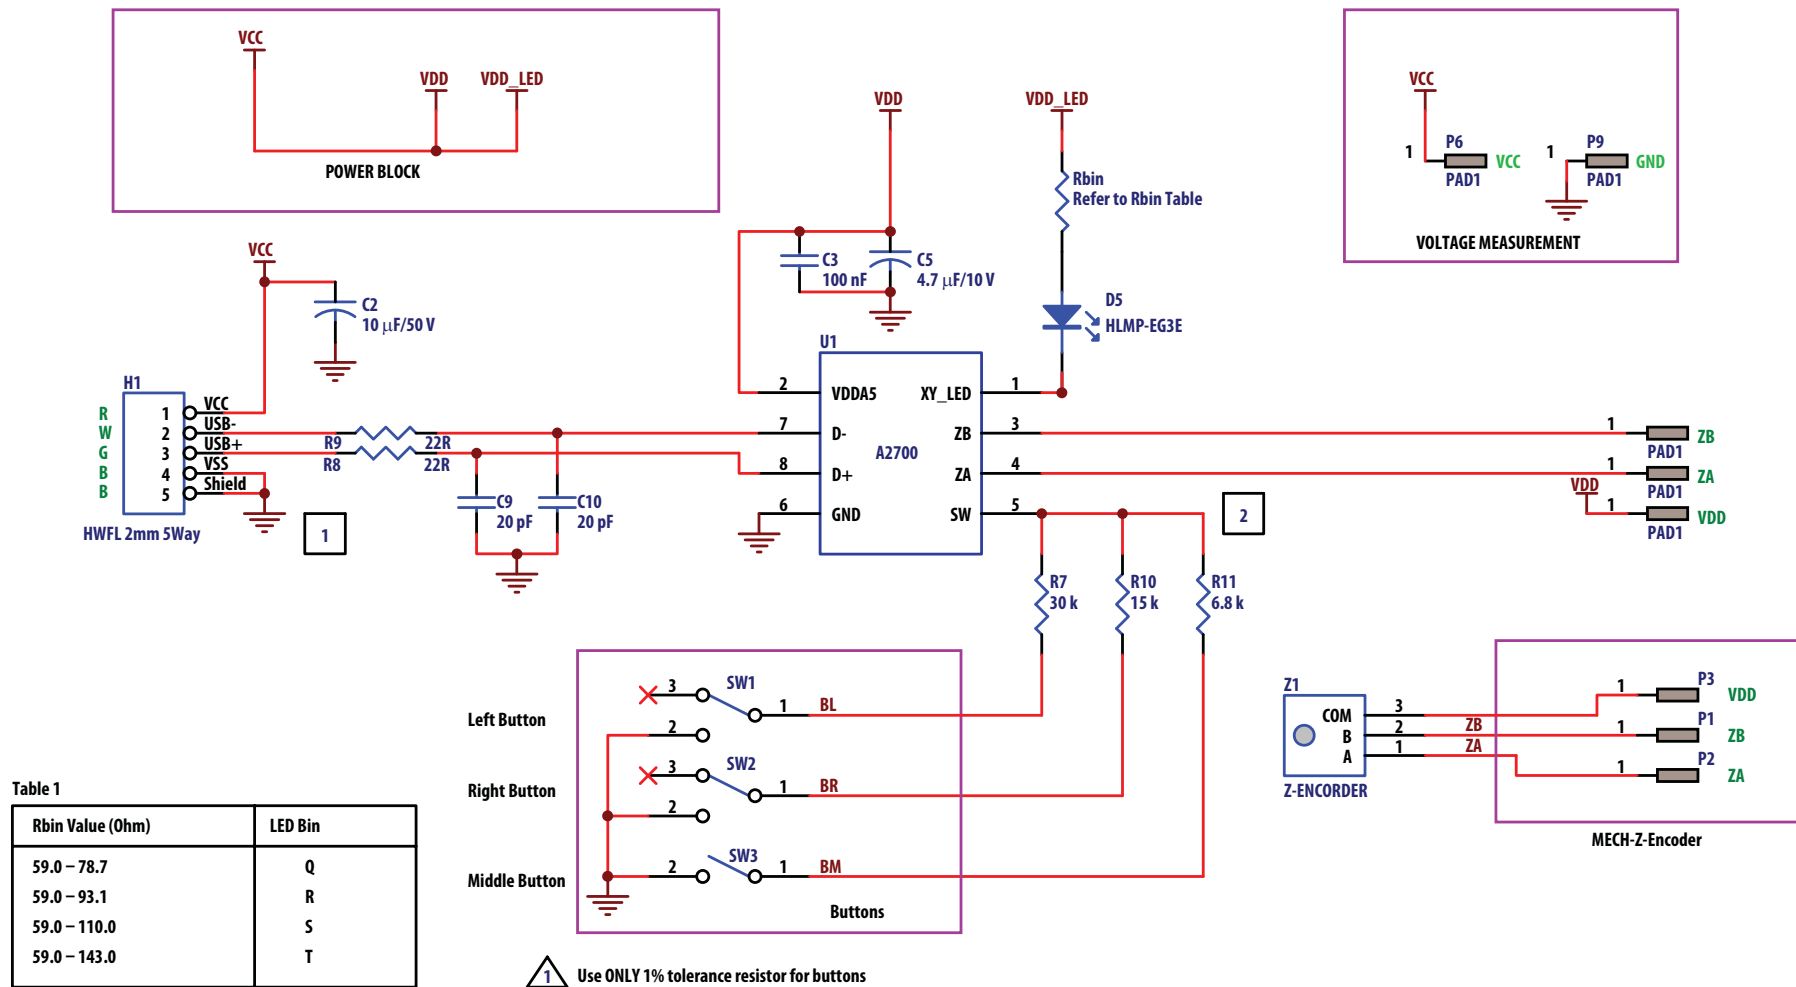 VCC
VDD
VDD_LED
POWER BLOCK
VDD
VDD_LED
Rbin
Refer to Rbin Table
C3
100 nF
C5
4.7 µF/10 V
D5
HLMP-EG3E
VCC
1
P6
VCC
PAD1
1
P9
GND
PAD1
VOLTAGE MEASUREMENT
VCC
C2
10 µF/50 V
H1
R
1
VCC
W
2
USB-
G
3
USB+
B
4
VSS
B
5
Shield
HWFL 2mm 5Way
R9
22R
R8
22R
1
C9
20 pF
C10
20 pF
U1
2
VDDA5
XY_LED
1
7
D-
ZB
3
A2700
8
D+
ZA
4
6
GND
SW
5
2
1
ZB
PAD1
1
ZA
PAD1
VDD
1
VDD
PAD1
R7
30 k
R10
15 k
R11
6.8 k
Left Button
3
SW1
1
BL
2
Right Button
3
SW2
1
BR
2
Middle Button
2
SW3
1
BM
Buttons
Z1
COM
3
B
2
ZB
A
1
ZA
Z-ENCORDER
1
P3
VDD
1
P1
ZB
1
P2
ZA
MECH-Z-Encoder
Table 1
Rbin Value (Ohm) LED Bin
59.0 – 78.7 Q
59.0 – 93.1 R
59.0 – 110.0 S
59.0 – 143.0 T
1 Use ONLY 1% tolerance resistor for buttons